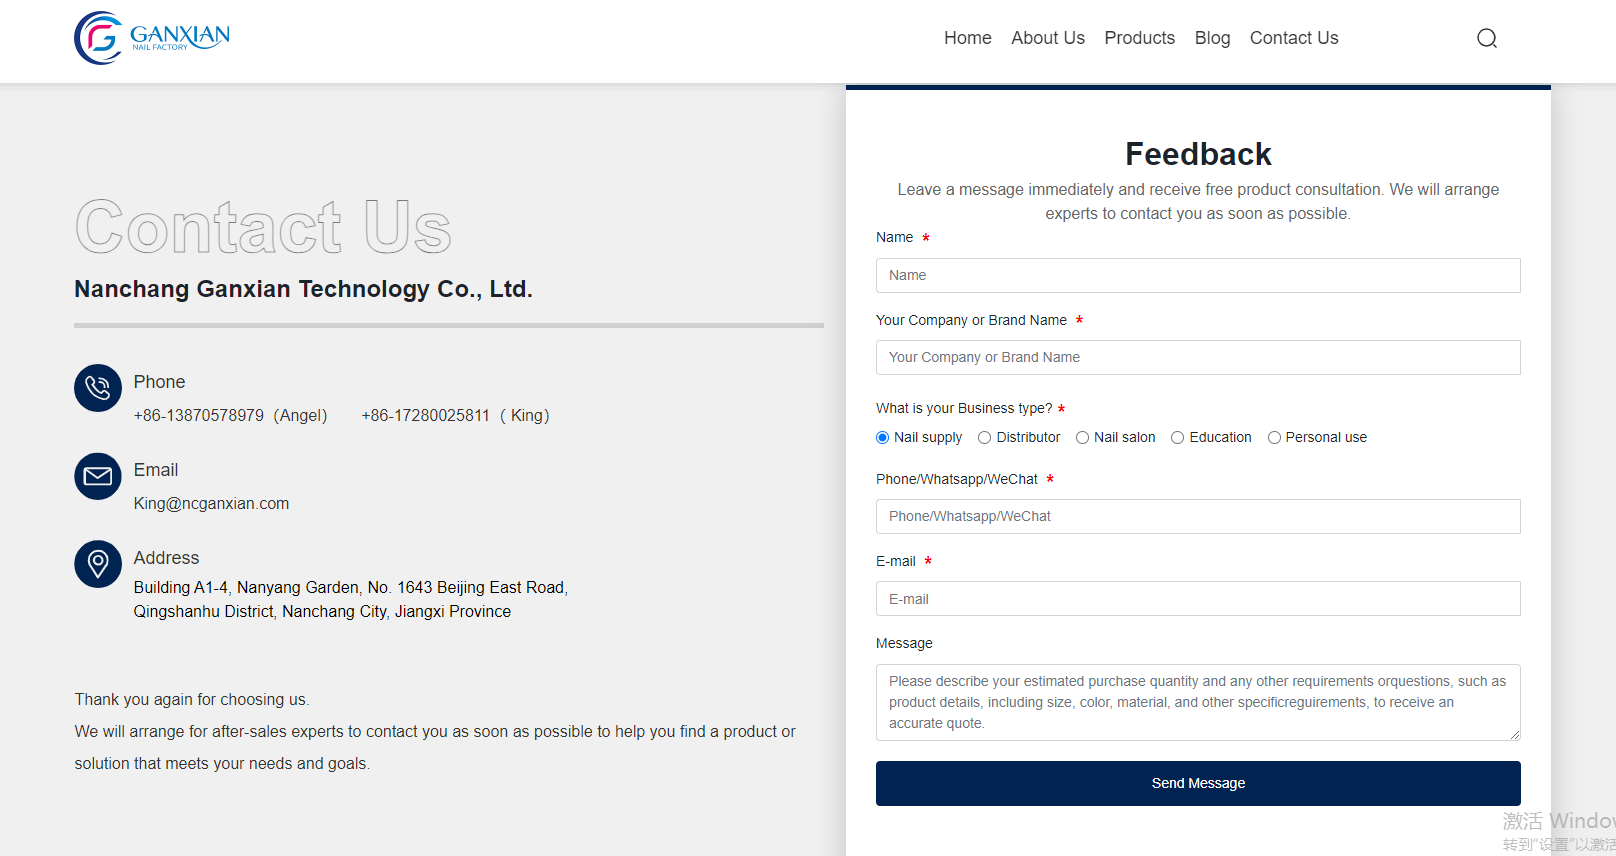 GANXIAN
NAIL FACTORY
Home About Us Products Blog Contact Us
Contact Us
Nanchang Ganxian Technology Co., Ltd.
Phone
+86-13870578979（Angel） +86-17280025811（ King）
Email
King@ncganxian.com
Address
Building A1-4, Nanyang Garden, No. 1643 Beijing East Road,
Qingshanhu District, Nanchang City, Jiangxi Province
Thank you again for choosing us.
We will arrange for after-sales experts to contact you as soon as possible to help you find a product or
solution that meets your needs and goals.
Feedback
Leave a message immediately and receive free product consultation. We will arrange
experts to contact you as soon as possible.
Name *
Name
Your Company or Brand Name *
Your Company or Brand Name
What is your Business type? *
Nail supply Distributor Nail salon Education Personal use
Phone/Whatsapp/WeChat *
Phone/Whatsapp/WeChat
E-mail *
E-mail
Message
Please describe your estimated purchase quantity and any other requirements orquestions, such as
product details, including size, color, material, and other specificreguirements, to receive an
accurate quote.
Send Message
激活 Window
转到"设置"以激活